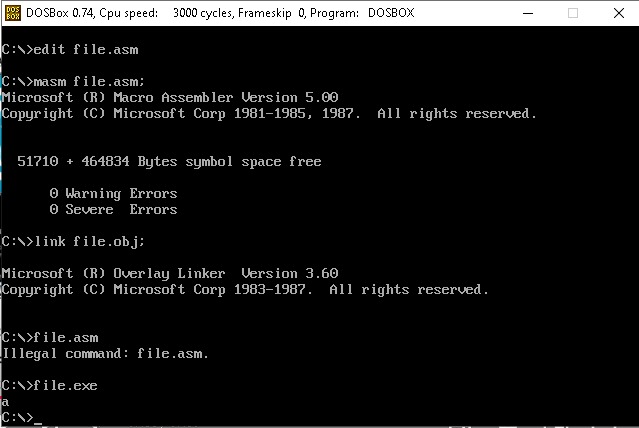 DOS
BOX
DOSBox 0.74, Cpu speed: 3000 cycles, Frameskip 0, Program: DOSBOX
C:\>edit file.asm
C:\>masm file.asm;
Microsoft (R) Macro Assembler Version 5.00
Copyright (C) Microsoft Corp 1981-1985, 1987. All rights reserved.
51710 + 464834 Bytes symbol space free
0 Warning Errors
0 Severe Errors
C:\>link file.obj;
Microsoft (R) Overlay Linker Version 3.60
Copyright (C) Microsoft Corp 1983-1987. All rights reserved.
C:\>file.asm
Illegal command: file.asm.
C:\>file.exe
a
C:\>_